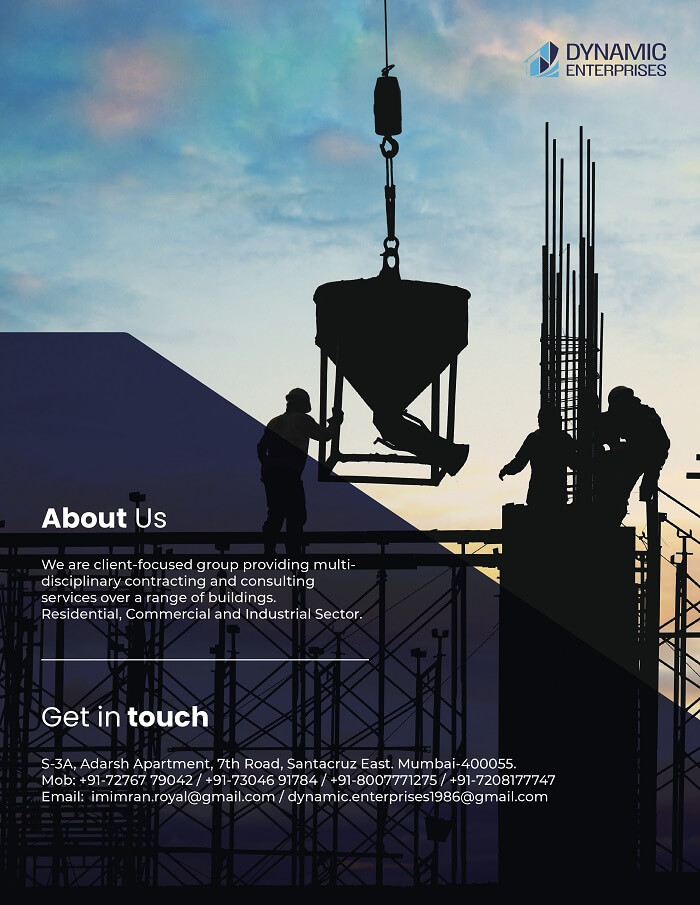 DYNAMIC
ENTERPRISES
About Us
We are client-focused group providing multi-
disciplinary contracting and consulting
services over a range of buildings.
Residential, Commercial and Industrial Sector.
Get in touch
S-3A, Adarsh Apartment, 7th Road, Santacruz East. Mumbai-400055.
Mob: +91-72767 79042 / +91-73046 91784 / +91-8007771275 / +91-7208177747
Email: imimran.royal@gmail.com / dynamic.enterprises1986@gmail.com